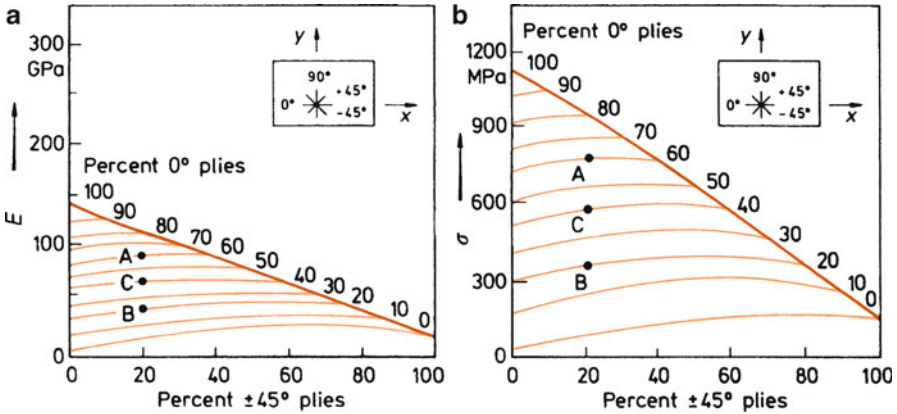 a
300
GPa
200
100
0
E
y
90°
0°
+45°
-45°
x
Percent 0° plies
100
90
80
70
60
50
40
30
20
10
0
A
C
B
0 20 40 60 80 100
Percent ±45° plies
b
1200
MPa
900
600
300
0
σ
Percent 0° plies
y
90°
0°
+45°
-45°
x
100
90
80
70
60
50
40
30
20
10
0
A
C
B
0 20 40 60 80 100
Percent ±45° plies